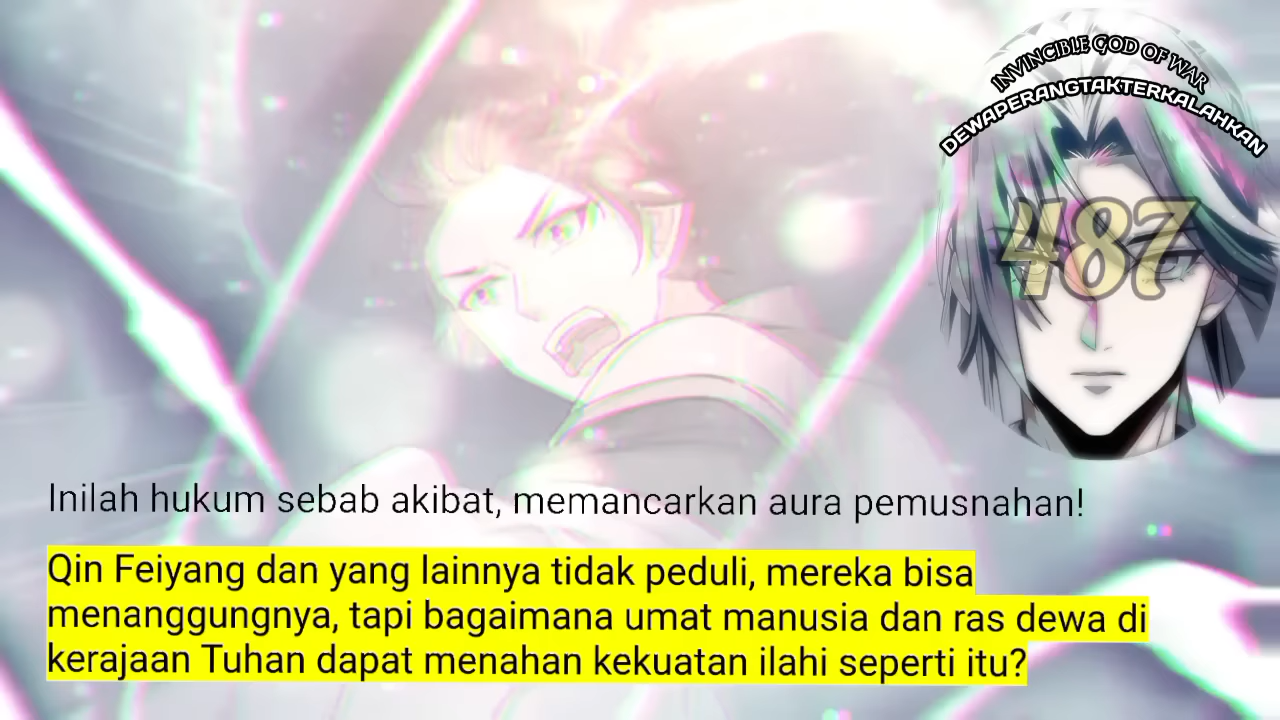 INVINCIBLE GOD OF WAR
DEWAPERANGTAKTERKALAHKAN
487
Inilah hukum sebab akibat, memancarkan aura pemusnahan!
Qin Feiyang dan yang lainnya tidak peduli, mereka bisa
menanggungnya, tapi bagaimana umat manusia dan ras dewa di
kerajaan Tuhan dapat menahan kekuatan ilahi seperti itu?